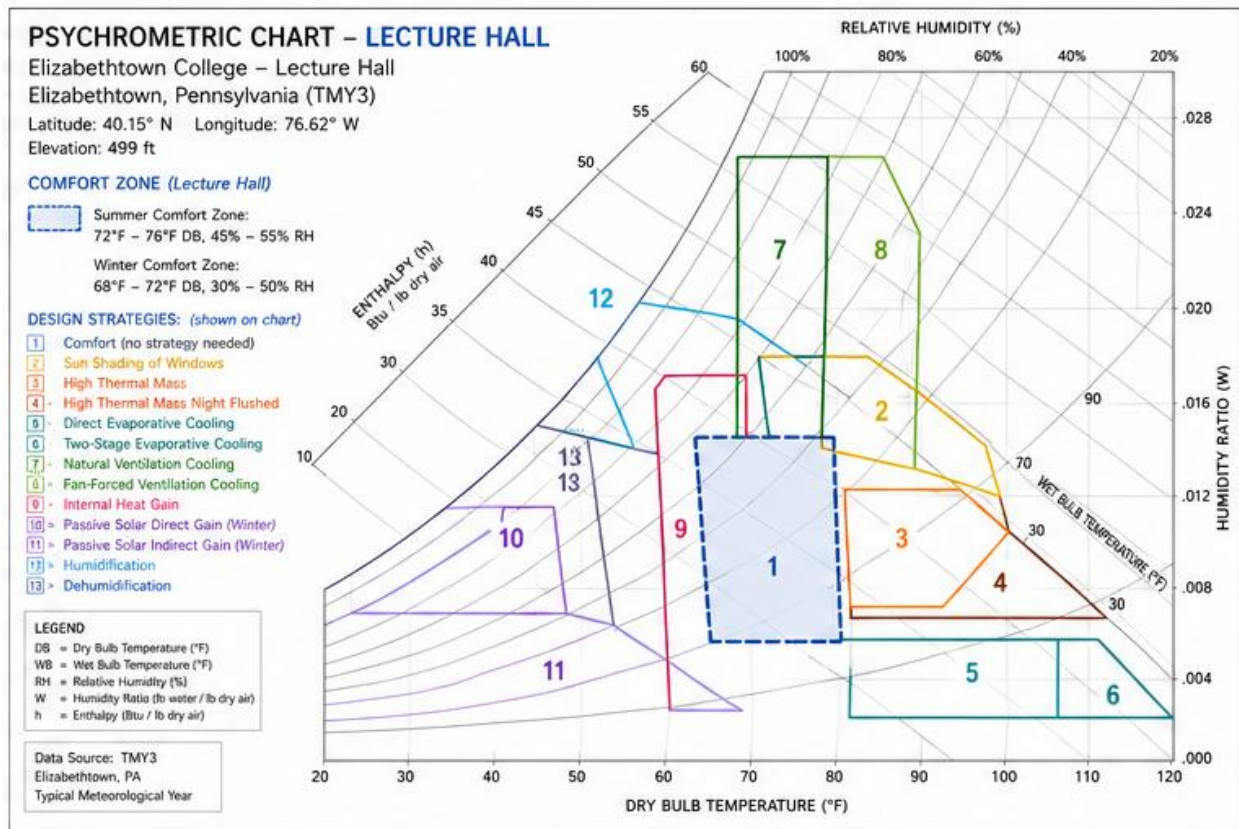 PSYCHROMETRIC CHART – LECTURE HALL
Elizabethtown College – Lecture Hall
Elizabethtown, Pennsylvania (TMY3)
Latitude: 40.15° N Longitude: 76.62° W
Elevation: 499 ft
COMFORT ZONE (Lecture Hall)
Summer Comfort Zone:
72°F – 76°F DB, 45% – 55% RH
Winter Comfort Zone:
68°F – 72°F DB, 30% – 50% RH
DESIGN STRATEGIES: (shown on chart)
1 Comfort (no strategy needed)
2 Sun Shading of Windows
3 High Thermal Mass
4 High Thermal Mass Night Flushed
Direct Evaporative Cooling
Two-Stage Evaporative Cooling
7 Natural Ventilation Cooling
Fan-Forced Ventilation Cooling
Internal Heat Gain
10 Passive Solar Direct Gain (Winter)
11 Passive Solar Indirect Gain (Winter)
Humidification
13 Dehumidification
LEGEND
DB = Dry Bulb Temperature (°F)
WB = Wet Bulb Temperature (°F)
RH = Relative Humidity (%)
W = Humidity Ratio (lb water / lb dry air)
h = Enthalpy (Btu / lb dry air)
Data Source: TMY3
Elizabethtown, PA
Typical Meteorological Year
RELATIVE HUMIDITY (%)
100% 80% 60% 40% 20%
ENTHALPY (h)
Btu / lb dry air
60
55
50
45
40
35
30
20
10
12
7
8
2
13
13
10
9
1
3
4
11
5
6
90
70
WET BULB TEMPERATURE (°F)
30
30
.028
.024
.020
.016
.012
.008
.004
.000
HUMIDITY RATIO (W)
20 30 40 50 60 70 80 90 100 110 120
DRY BULB TEMPERATURE (°F)